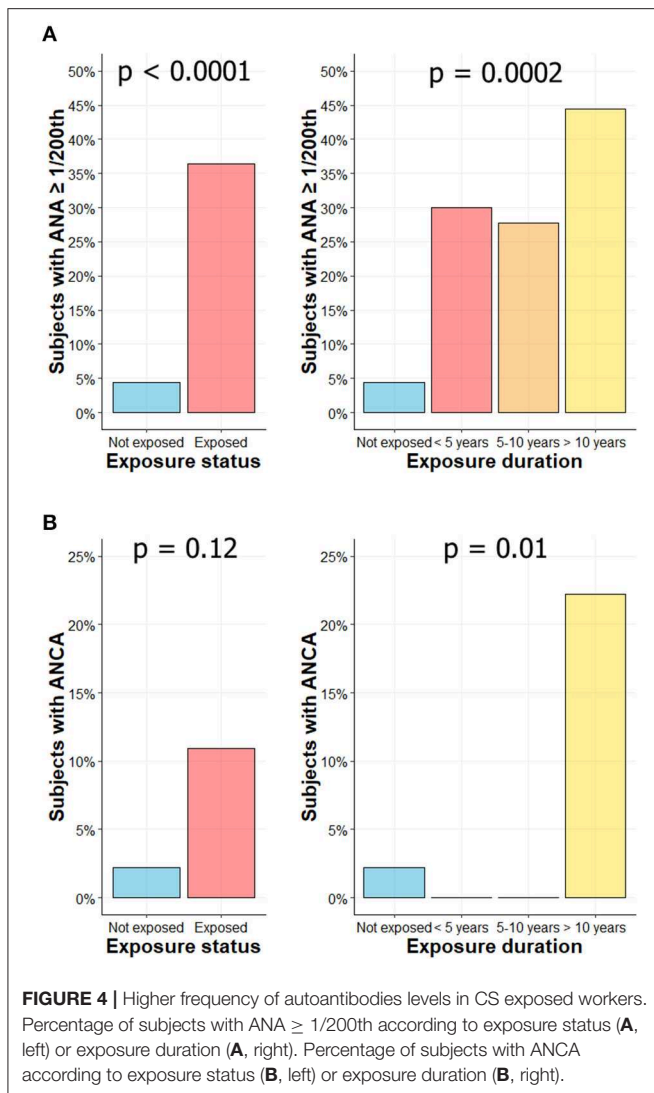 A
p < 0.0001
p = 0.0002
Subjects with ANA ≥ 1/200th
50%
45%
40%
35%
30%
25%
20%
15%
10%
5%
0%
Not exposed Exposed
Exposure status
Subjects with ANA ≥ 1/200th
50%
45%
40%
35%
30%
25%
20%
15%
10%
5%
0%
Not exposed < 5 years 5-10 years > 10 years
Exposure duration
B
p = 0.12
p = 0.01
Subjects with ANCA
25%
20%
15%
10%
5%
0%
Not exposed Exposed
Exposure status
Subjects with ANCA
25%
20%
15%
10%
5%
0%
Not exposed < 5 years 5-10 years > 10 years
Exposure duration
FIGURE 4 | Higher frequency of autoantibodies levels in CS exposed workers.
Percentage of subjects with ANA ≥ 1/200th according to exposure status (A,
left) or exposure duration (A, right). Percentage of subjects with ANCA
according to exposure status (B, left) or exposure duration (B, right).